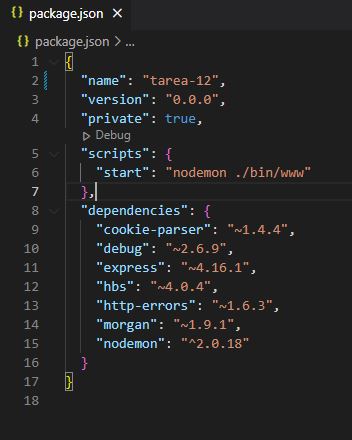 package.json ×
package.json > ...
1 {
2 "name": "tarea-12",
3 "version": "0.0.0",
4 "private": true,
Debug
5 "scripts": {
6 "start": "nodemon ./bin/www"
7 },
8 "dependencies": {
9 "cookie-parser": "~1.4.4",
10 "debug": "~2.6.9",
11 "express": "~4.16.1",
12 "hbs": "~4.0.4",
13 "http-errors": "~1.6.3",
14 "morgan": "~1.9.1",
15 "nodemon": "^2.0.18"
16 }
17 }
18